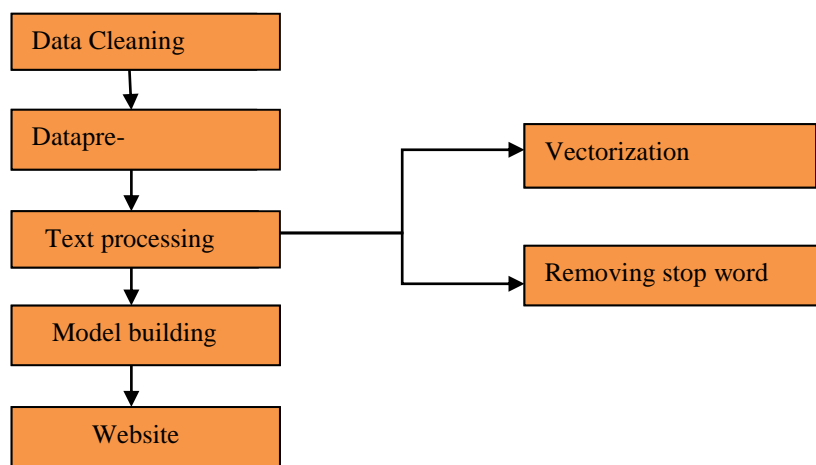 Data Cleaning
Datapre-
Vectorization
Text processing
Removing stop word
Model building
Website